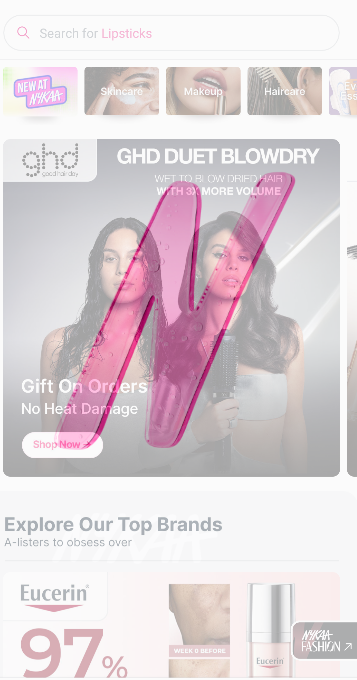 Search for Lipsticks
NEW AT
NYKAA
Skincare
Makeup
Haircare
ghd
good hair day
GHD DUET BLOWDRY
WET TO BLOW DRIED HAIR
WITH 3X MORE VOLUME
Gift On Orders
No Heat Damage
Shop Now →
Explore Our Top Brands
A-listers to obsess over
Eucerin
97%
WEEK 0 BEFORE
Eucerin
NYKAA
FASHION